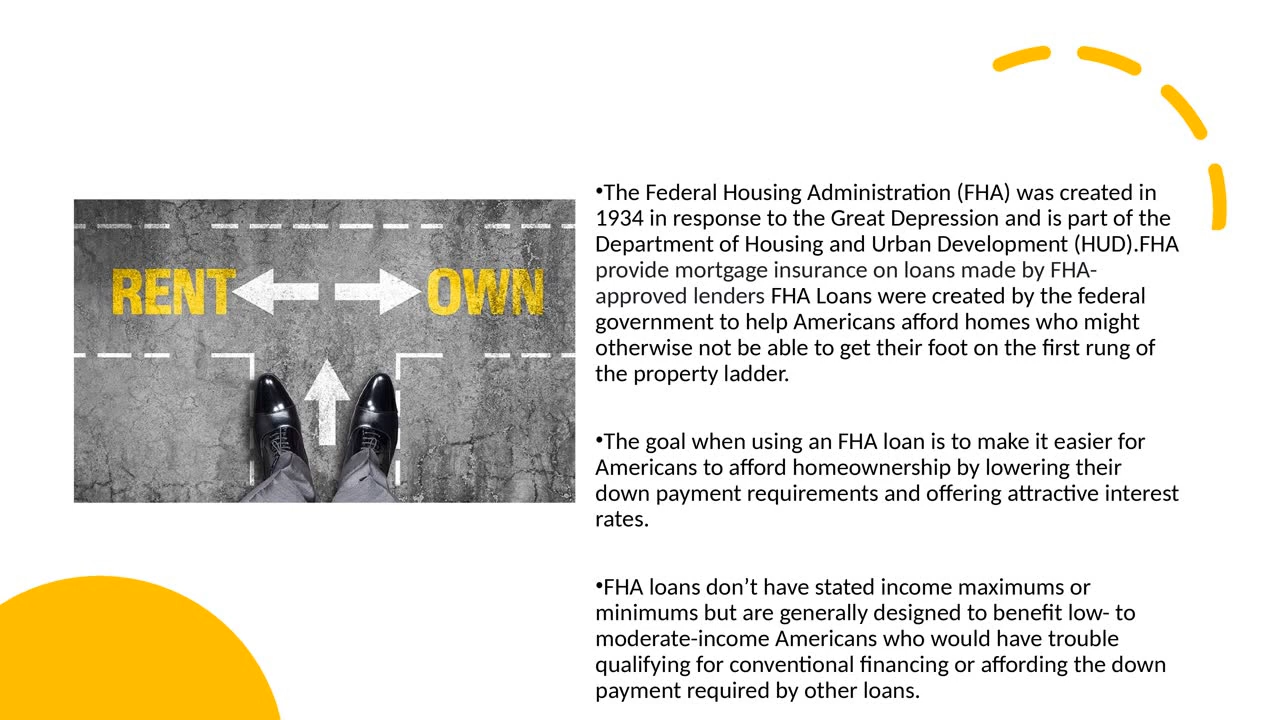 RENT OWN
•The Federal Housing Administration (FHA) was created in
1934 in response to the Great Depression and is part of the
Department of Housing and Urban Development (HUD).FHA
provide mortgage insurance on loans made by FHA-
approved lenders FHA Loans were created by the federal
government to help Americans afford homes who might
otherwise not be able to get their foot on the first rung of
the property ladder.
•The goal when using an FHA loan is to make it easier for
Americans to afford homeownership by lowering their
down payment requirements and offering attractive interest
rates.
•FHA loans don’t have stated income maximums or
minimums but are generally designed to benefit low- to
moderate-income Americans who would have trouble
qualifying for conventional financing or affording the down
payment required by other loans.